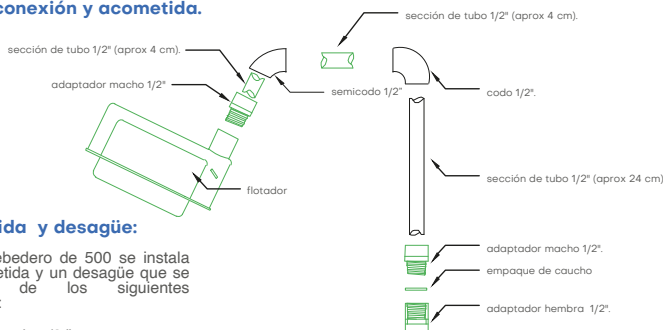 conexión y acometida.
sección de tubo 1/2" (aprox 4 cm).
sección de tubo 1/2" (aprox 4 cm).
adaptador macho 1/2"
semicodo 1/2"
codo 1/2".
flotador
sección de tubo 1/2" (aprox 24 cm)
ida y desagüe:
ebedero de 500 se instala
etida y un desagüe que se
de los siguientes
adaptador macho 1/2".
empaque de caucho
adaptador hembra 1/2".